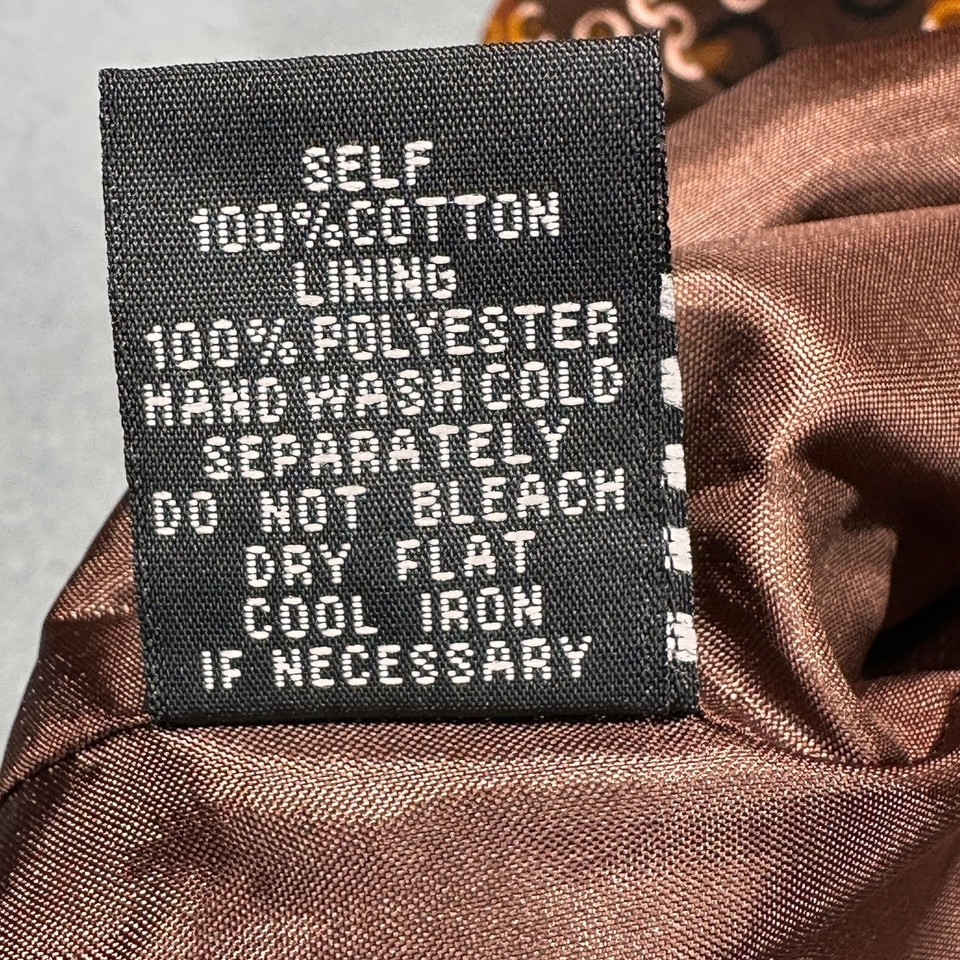 SELF
100%COTTON
LINING
100%POLYESTER
HAND WASH COLD
SEPARATELY
DO NOT BLEACH
DRY FLAT
COOL IRON
IF NECESSARY